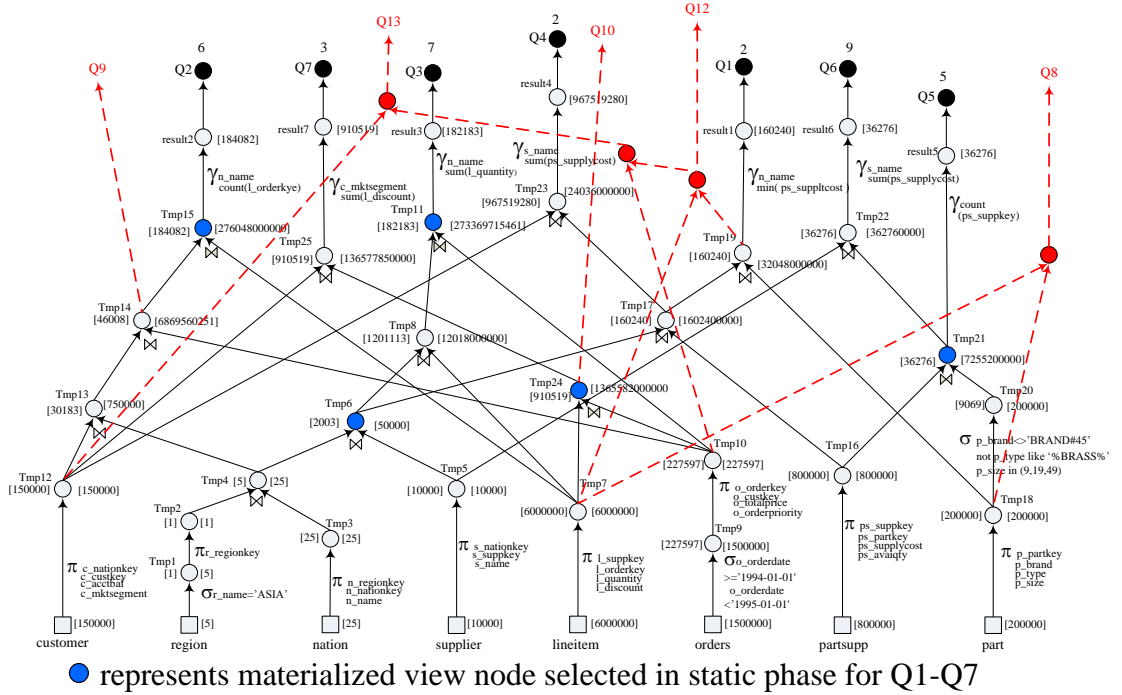 Q12
Q13
2
Q10
6
3
7
Q4
2
9
Q9
Q2
Q7
Q3
Q1
Q6
5
Q8
Q5
result4
[967519280]
result2
[184082]
result7
[910519]
result3
[182183]
result1
[160240]
result6
[36276]
result5
[36276]
γn_name
count(l_orderkye)
γc_mktsegment
sum(l_discount)
γn_name
sum(l_quantity)
γs_name
sum(ps_supplycost)
γn_name
min( ps_suppltcost )
γs_name
sum(ps_supplycost)
γcount
(ps_suppkey)
Tmp15
[184082]
[276048000000]
Tmp25
[910519]
[136577850000]
Tmp11
[182183]
[273369715461]
Tmp23
[967519280]
[24036000000]
Tmp19
[160240]
[32048000000]
Tmp22
[36276]
[362760000]
Tmp14
[46008]
[6869560251]
Tmp8
[1201113]
[12018000000]
Tmp17
[160240]
[1602400000]
Tmp21
[36276]
[7255200000]
Tmp13
[30183]
[750000]
Tmp6
[2003]
[50000]
Tmp24
910519]
[1365582000000
Tmp20
[9069]
[200000]
σ p_brand<>'BRAND#45'
not p_type like '%BRASS%'
p_size in (9,19,49)
Tmp12
[150000]
[150000]
Tmp4
[5]
[25]
Tmp5
[10000]
[10000]
Tmp7
[6000000]
[6000000]
Tmp10
[227597]
[227597]
Tmp16
[800000]
[800000]
Tmp18
[200000]
[200000]
Tmp2
[1]
[1]
Tmp3
[25]
[25]
π o_orderkey
o_custkey
o_totalprice
o_orderpriority
Tmp9
[227597]
[1500000]
πr_regionkey
Tmp1
[1]
[5]
σr_name='ASIA'
π c_nationkey
c_custkey
c_acctbal
c_mktsegment
π n_regionkey
n_nationkey
n_name
π s_nationkey
s_suppkey
s_name
π l_suppkey
l_orderkey
l_quantity
l_discount
σo_orderdate
>='1994-01-01'
o_orderdate
<'1995-01-01'
π ps_suppkey
ps_partkey
ps_supplycost
ps_avaiqty
π p_partkey
p_brand
p_type
p_size
[150000]
[5]
[25]
[10000]
[6000000]
[1500000]
[800000]
[200000]
customer
region
nation
supplier
lineitem
orders
partsupp
part
represents materialized view node selected in static phase for Q1-Q7